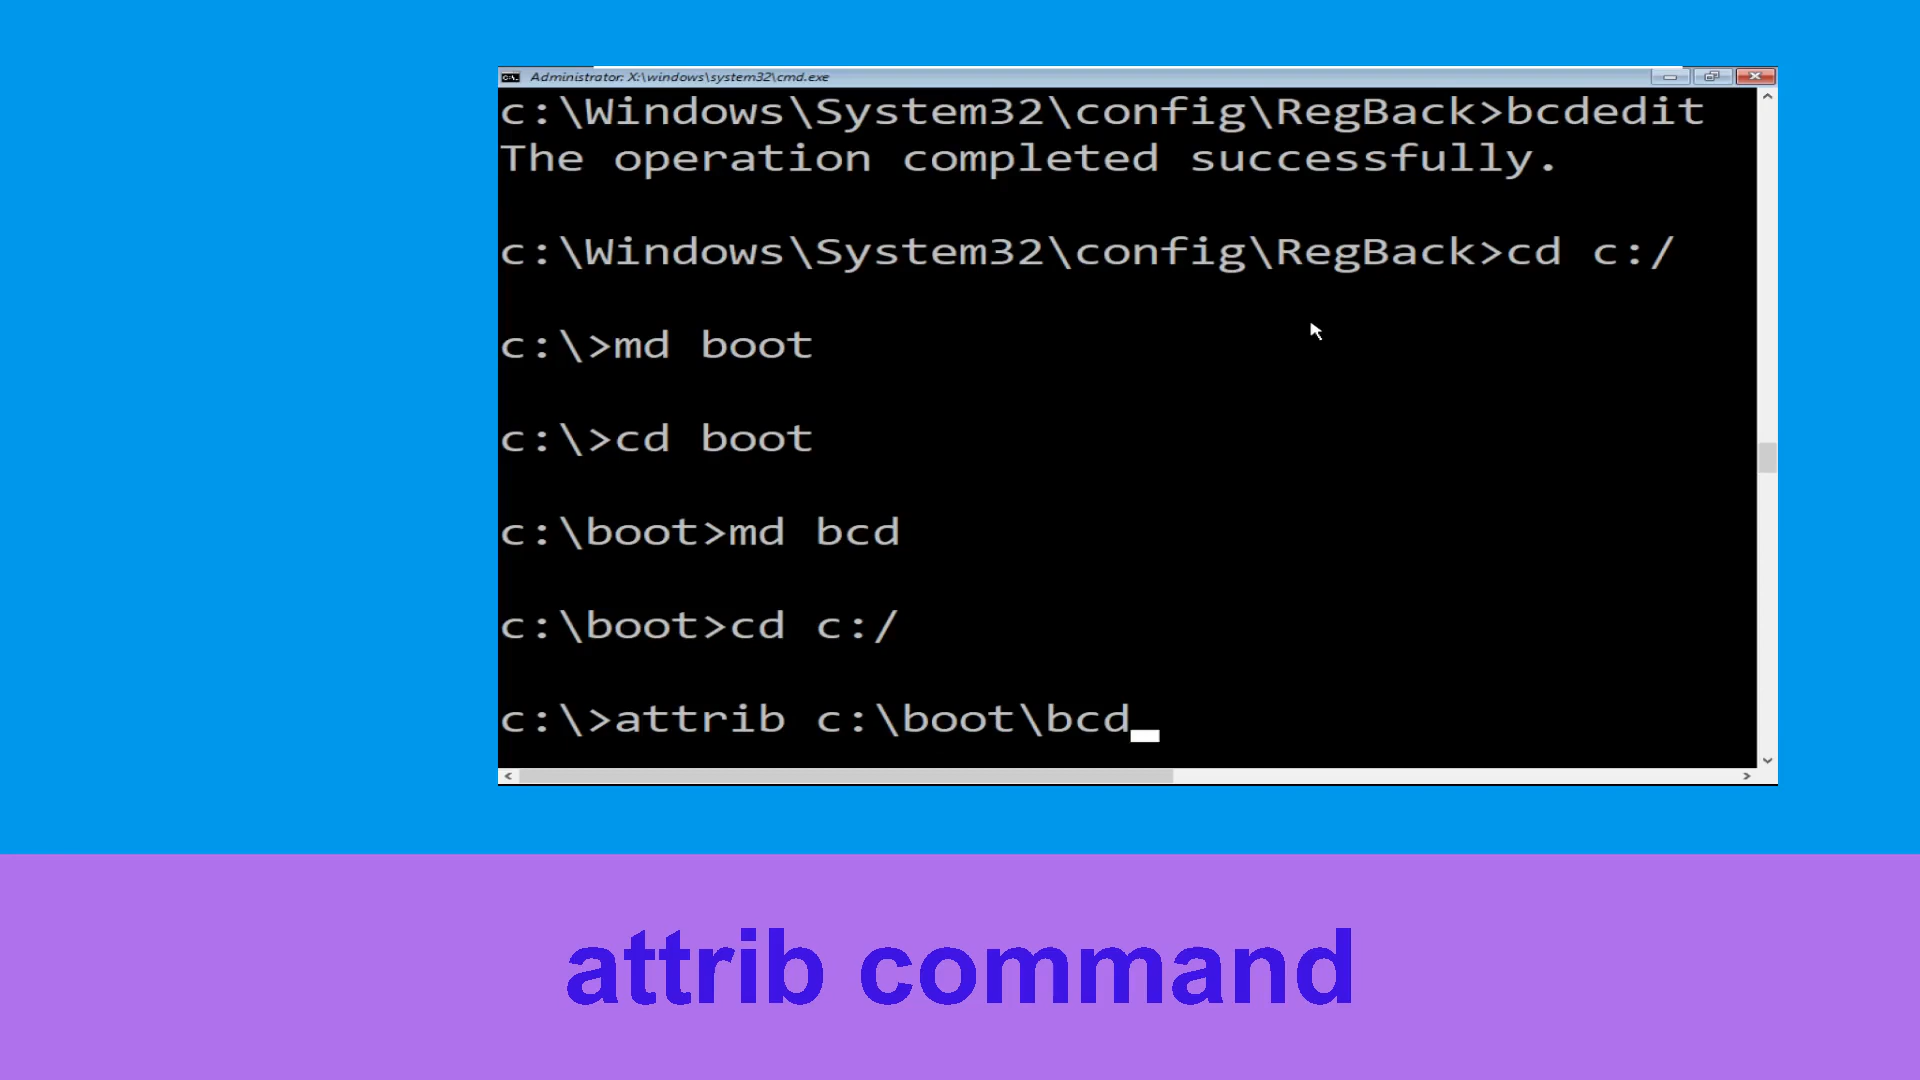 Administrator: X:\windows\system32\cmd.exe
c:\Windows\System32\config\RegBack>bcdedit
The operation completed successfully.
c:\Windows\System32\config\RegBack>cd c:/
c:\>md boot
c:\>cd boot
c:\boot>md bcd
c:\boot>cd c:/
c:\>attrib c:\boot\bcd
attrib command